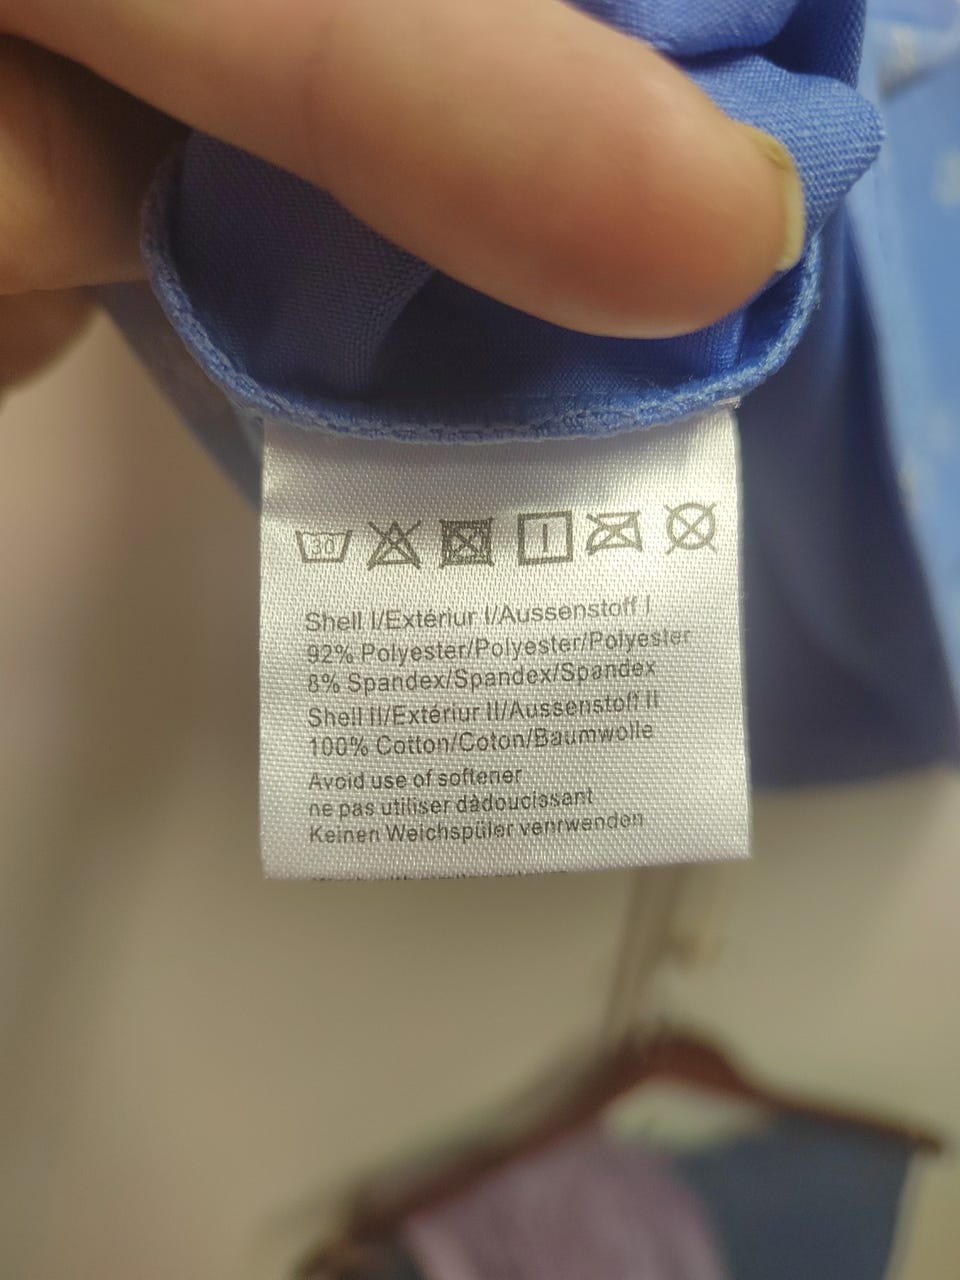 30
Shell I/Extériur I/Aussenstoff I
92% Polyester/Polyester/Polyester
8% Spandex/Spandex/Spandex
Shell II/Extériur II/Aussenstoff II
100% Cotton/Coton/Baumwolle
Avoid use of softener
ne pas utiliser dàdoucissant
Keinen Weichspüler venrwenden